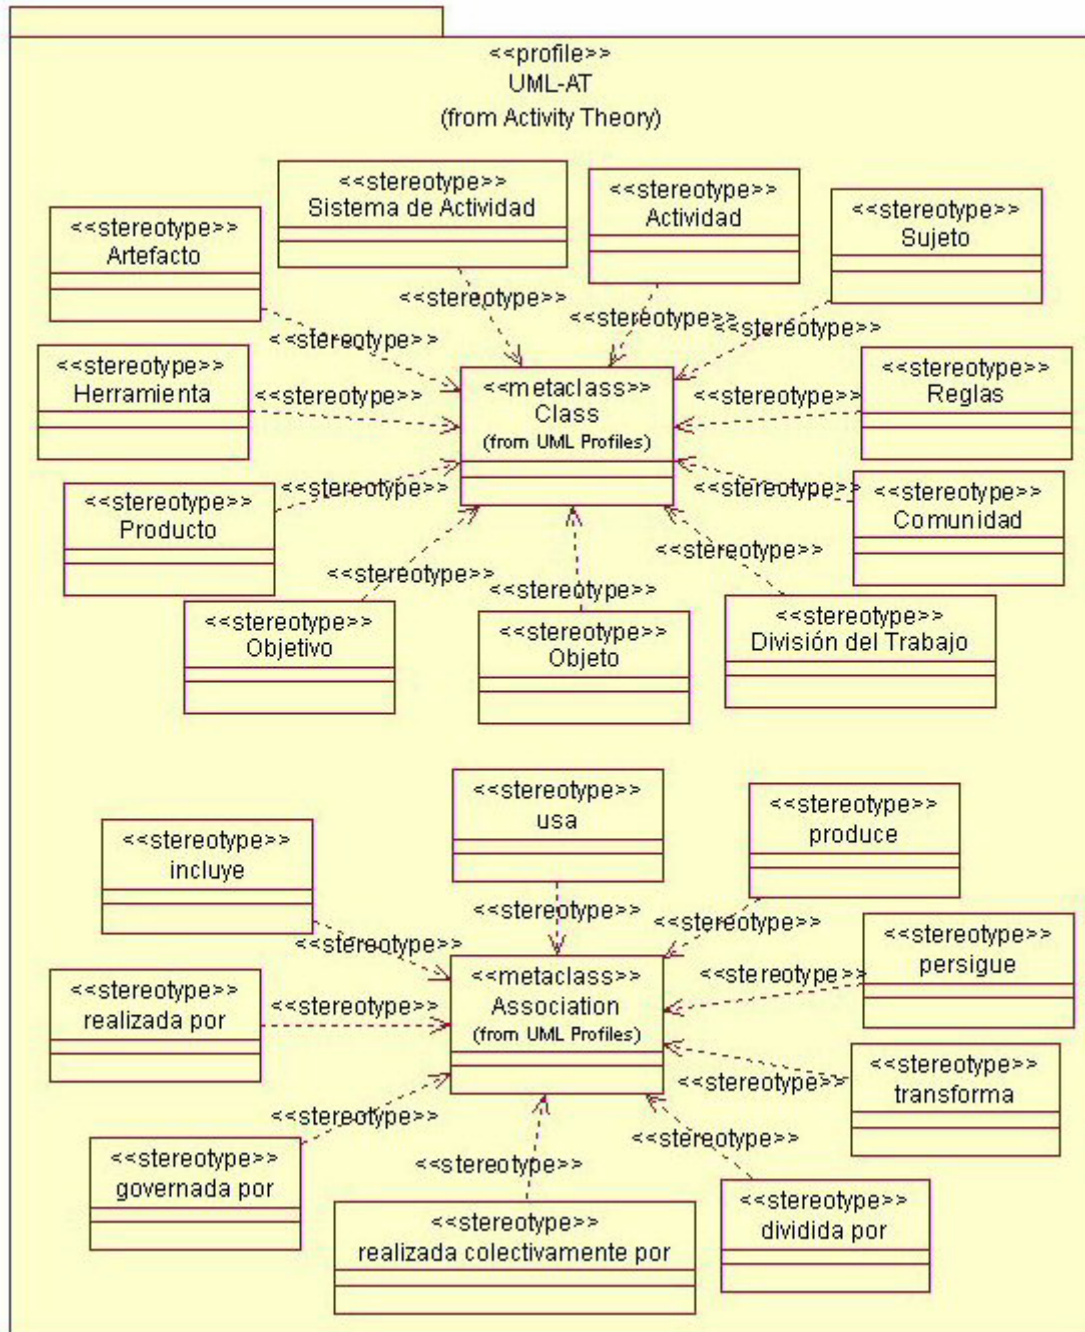 <<profile>>
UML-AT
(from Activity Theory)
<<stereotype>>
Sistema de Actividad
<<stereotype>>
Actividad
<<stereotype>>
Sujeto
<<stereotype>>
Artefacto
<<stereotype>>
<<stereotype>>
<<stereotype>>
<<stereotype>>
<<stereotype>>
Herramienta
<<stereotype>>
<<metaclass>>
Class
(from UML Profiles)
<<stereotype>>
<<stereotype>>
Reglas
<<stereotype>>
Producto
<<stereotype>>
<<stereotype>>
<<stereotype>>
Comunidad
<<stereotype>>
<<stereotype>>
<<stereotype>>
<<stereotype>>
Objetivo
<<stereotype>>
Objeto
<<stereotype>>
División del Trabajo
<<stereotype>>
usa
<<stereotype>>
produce
<<stereotype>>
incluye
<<stereotype>>
<<stereotype>>
<<stereotype>>
<<stereotype>>
persigue
<<stereotype>>
realizada por
<<stereotype>>
<<metaclass>>
Association
(from UML Profiles)
<<stereotype>>
<<stereotype>>
transforma
<<stereotype>>
<<stereotype>>
<<stereotype>>
<<stereotype>>
<<stereotype>>
governada por
<<stereotype>>
realizada colectivamente por
<<stereotype>>
dividida por